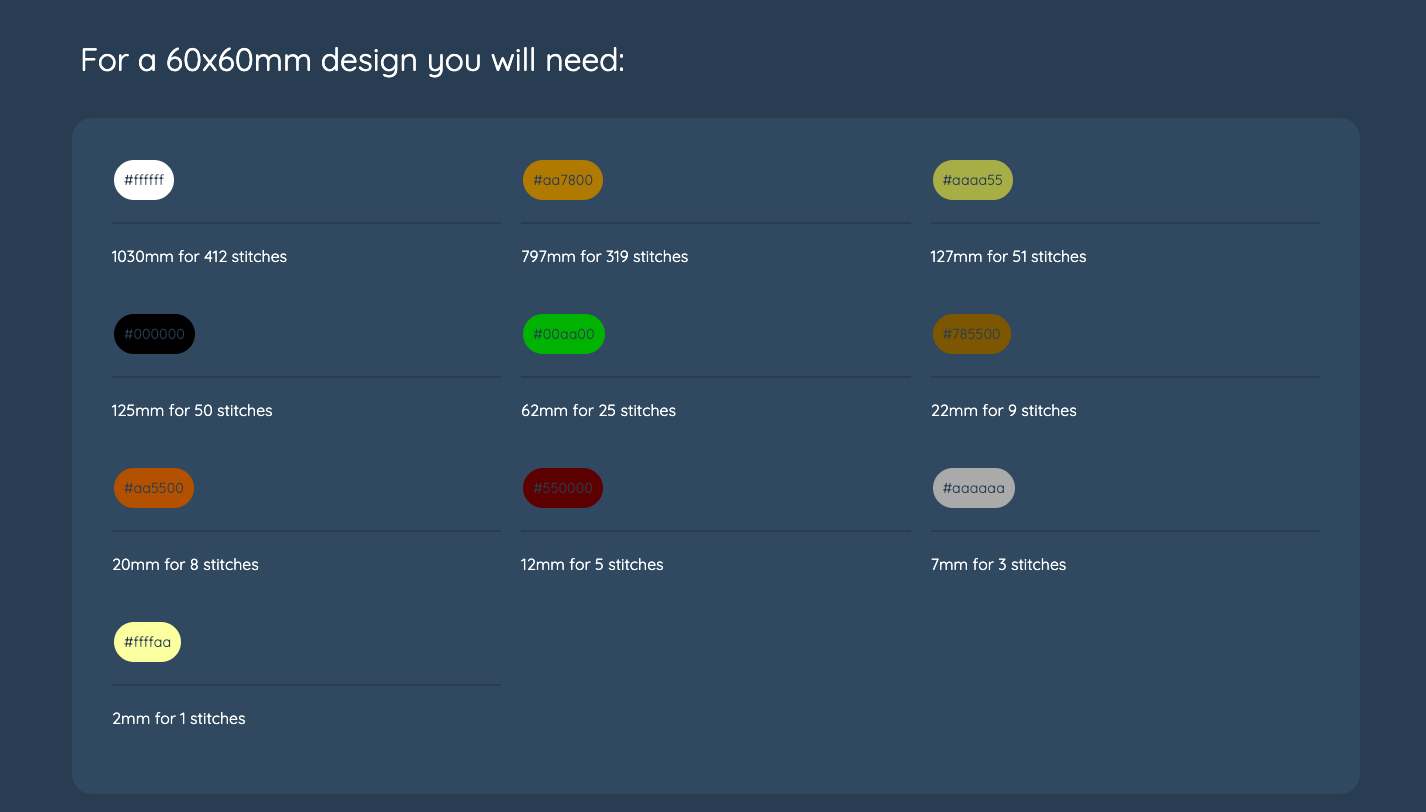 For a 60x60mm design you will need:
#ffffff
#aa7800
#aaaa55
1030mm for 412 stitches
797mm for 319 stitches
127mm for 51 stitches
#000000
#00aa00
#785500
125mm for 50 stitches
62mm for 25 stitches
22mm for 9 stitches
#aa5500
#550000
#aaaaaa
20mm for 8 stitches
12mm for 5 stitches
7mm for 3 stitches
#ffffaa
2mm for 1 stitches